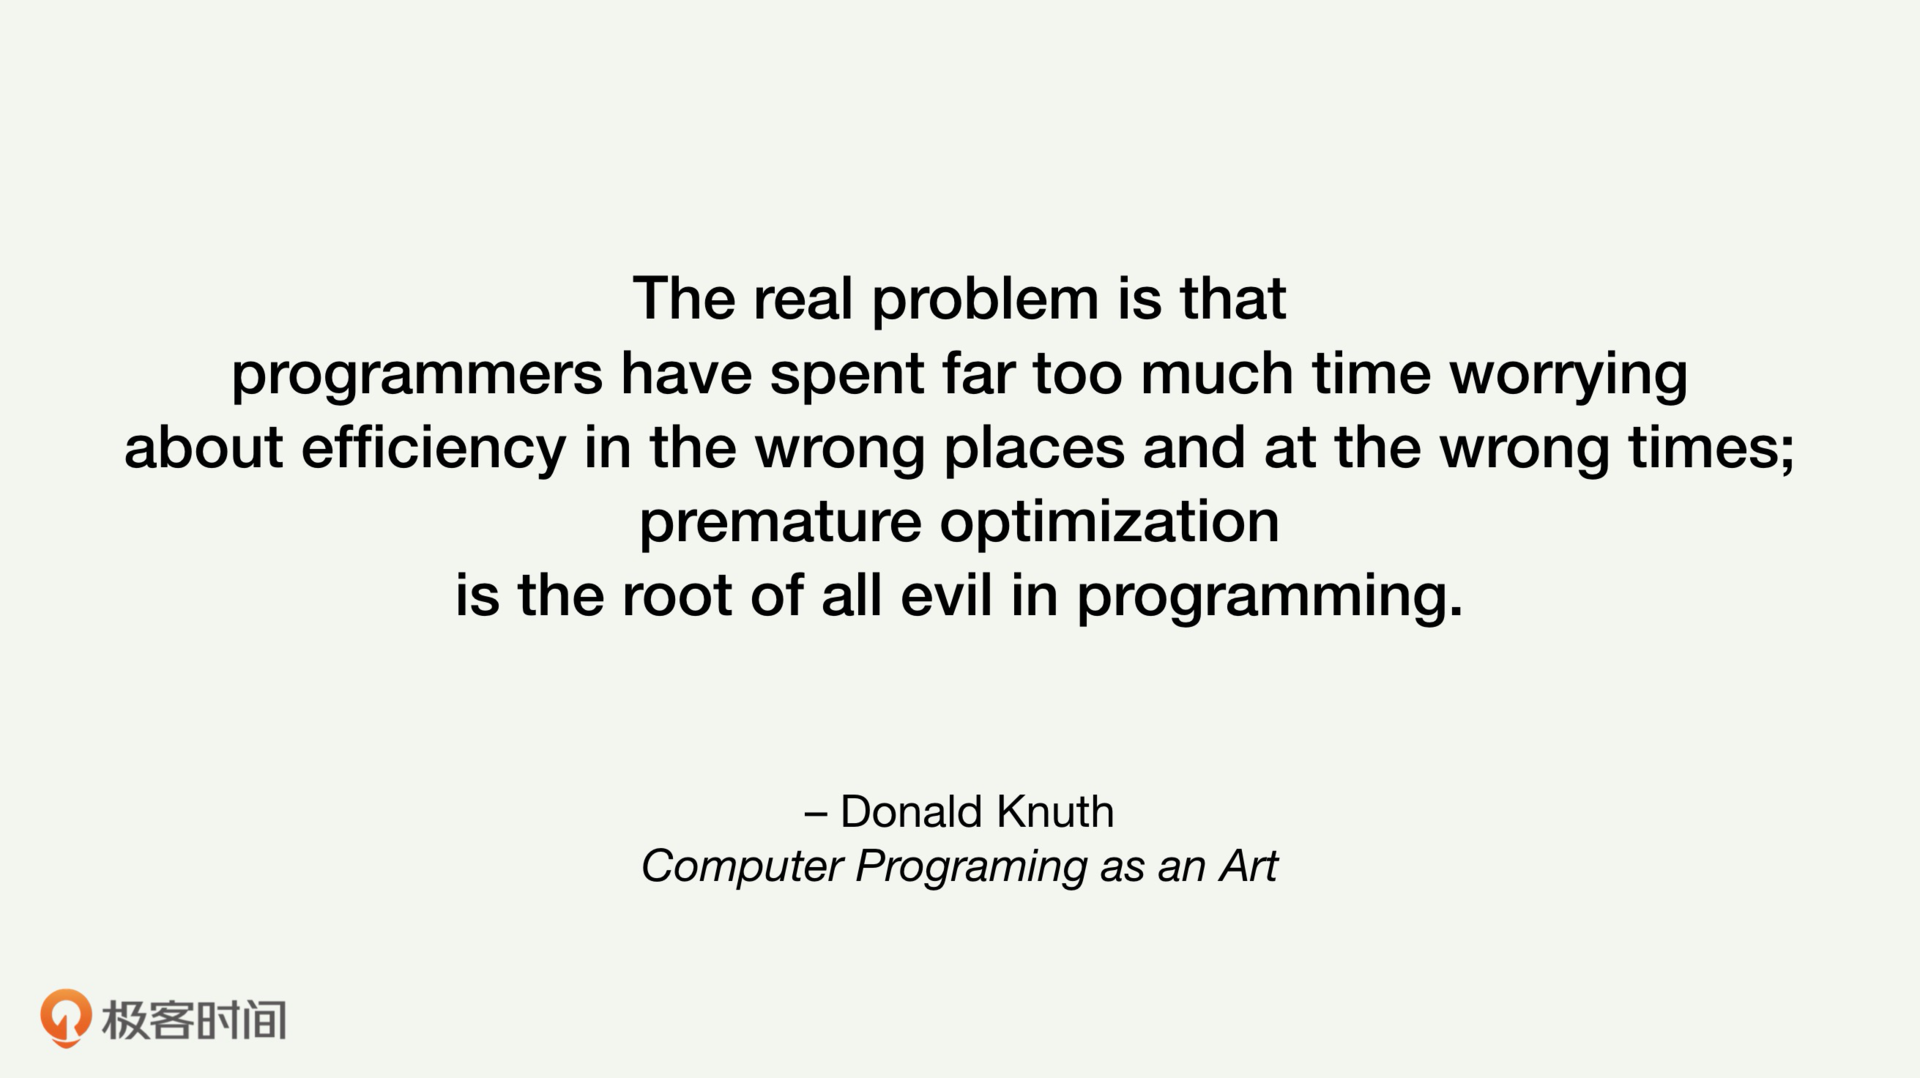 The real problem is that
programmers have spent far too much time worrying
about efficiency in the wrong places and at the wrong times;
premature optimization
is the root of all evil in programming.
– Donald Knuth
Computer Programing as an Art
极客时间